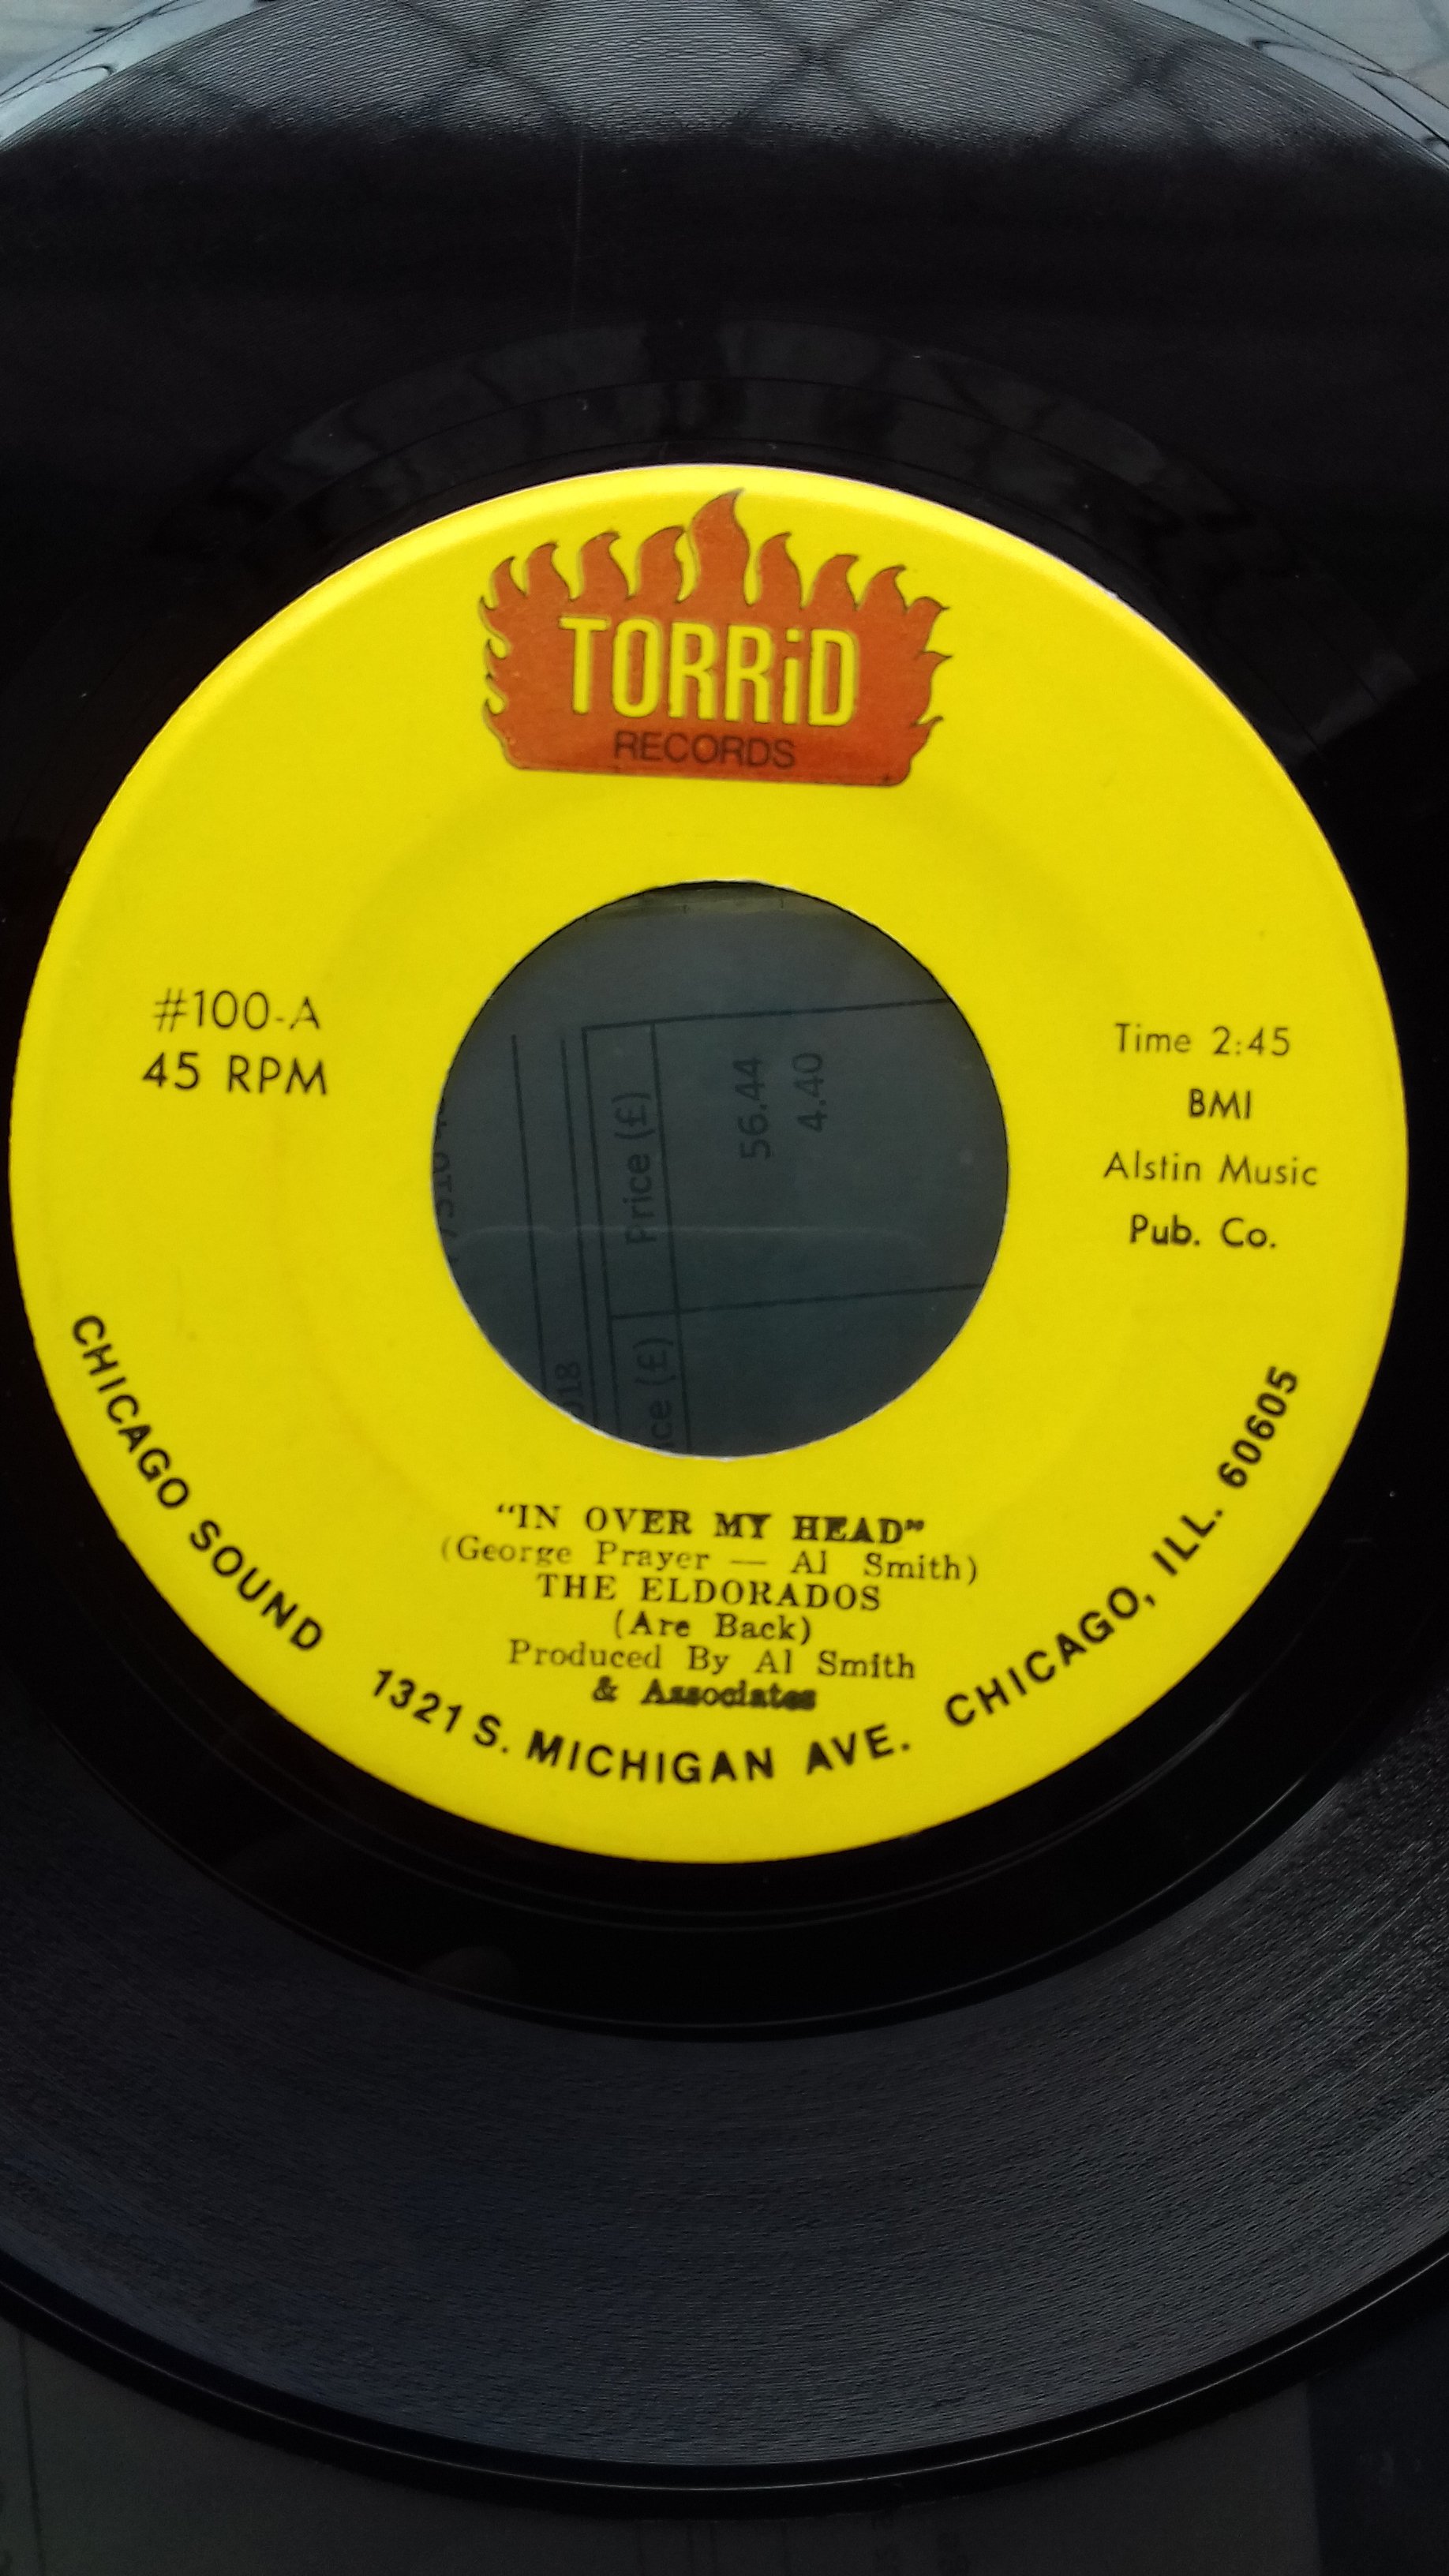 TORRiD
RECORDS
#100-A
45 RPM
Time 2:45
BMI
Alstin Music
Pub. Co.
Price (£)
56.44
4.40
"IN OVER MY HEAD"
(George Prayer — Al Smith)
THE ELDORADOS
(Are Back)
Produced By Al Smith
& Associates
CHICAGO SOUND 1321 S. MICHIGAN AVE. CHICAGO, ILL. 60605